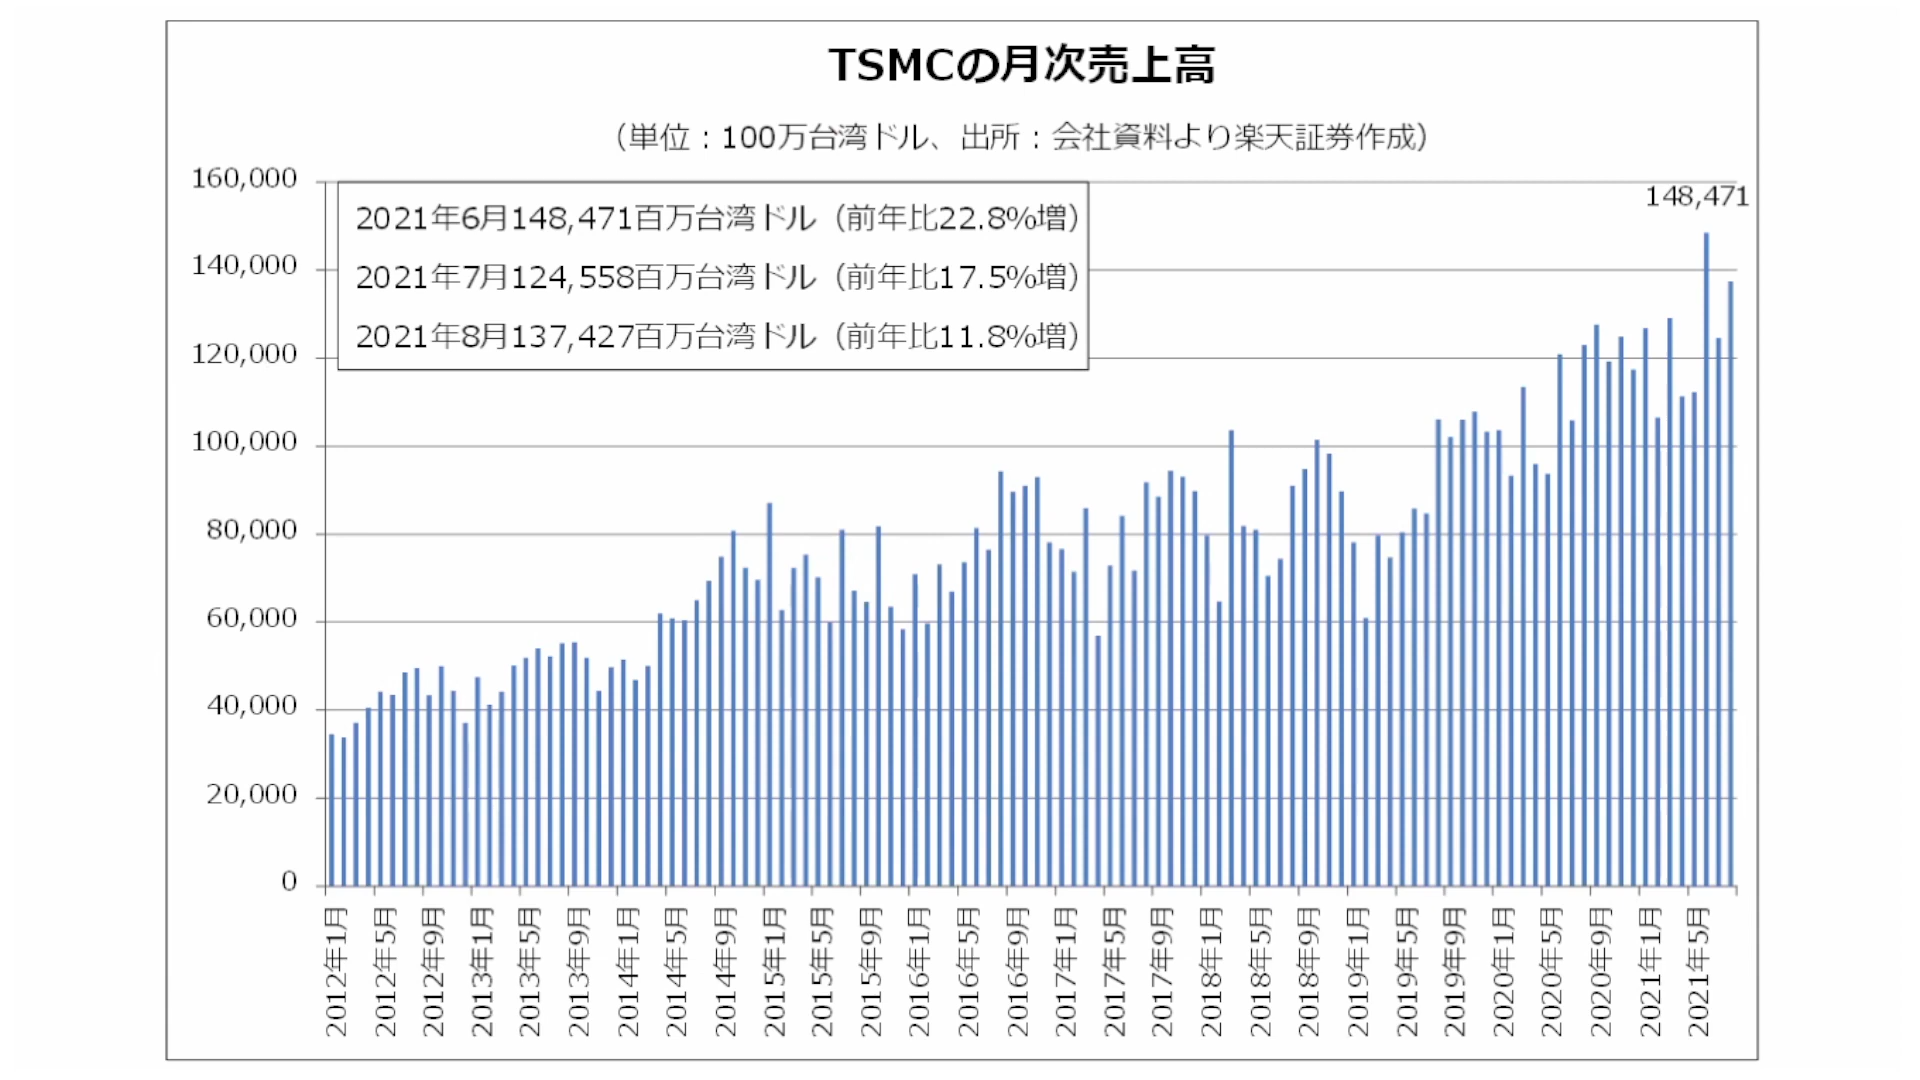 TSMCの月次売上高
（単位：100万台湾ドル、出所：会社資料より楽天証券作成）
160,000
140,000
120,000
100,000
80,000
60,000
40,000
20,000
0
2021年6月148,471百万台湾ドル（前年比22.8%増）
2021年7月124,558百万台湾ドル（前年比17.5%増）
2021年8月137,427百万台湾ドル（前年比11.8%増）
148,471
2012年1月
2012年5月
2012年9月
2013年1月
2013年5月
2013年9月
2014年1月
2014年5月
2014年9月
2015年1月
2015年5月
2015年9月
2016年1月
2016年5月
2016年9月
2017年1月
2017年5月
2017年9月
2018年1月
2018年5月
2018年9月
2019年1月
2019年5月
2019年9月
2020年1月
2020年5月
2020年9月
2021年1月
2021年5月